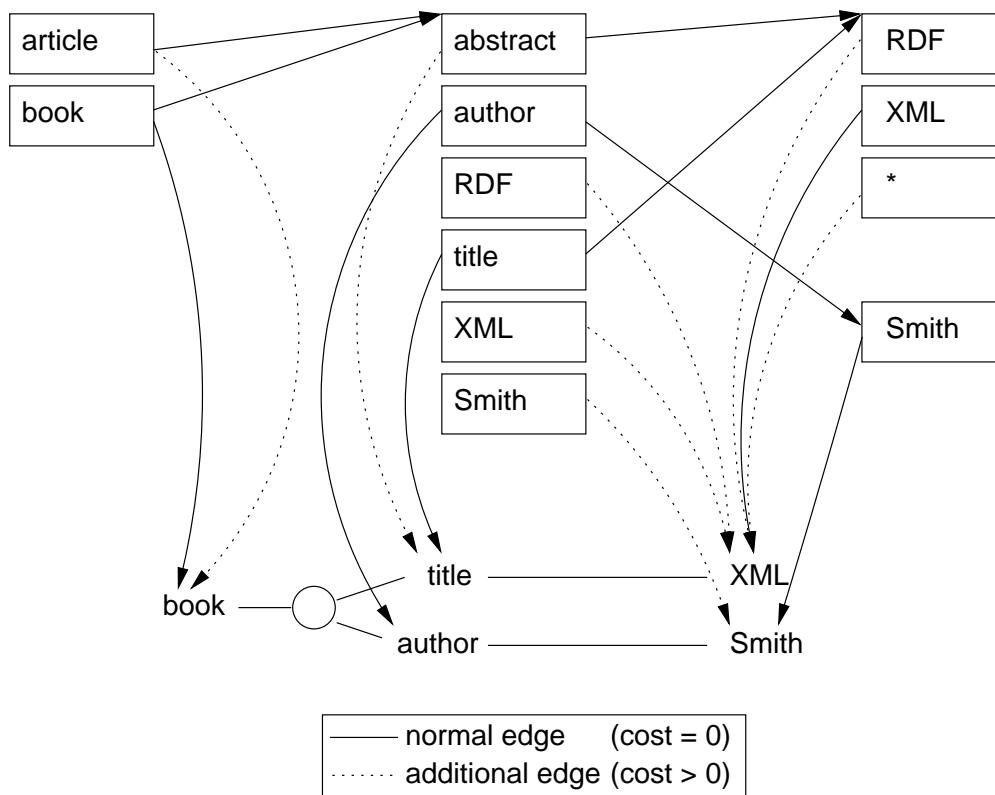 article
book
abstract
author
RDF
title
XML
Smith
RDF
XML
*
Smith
book
title
XML
author
Smith
normal edge (cost = 0)
additional edge (cost > 0)